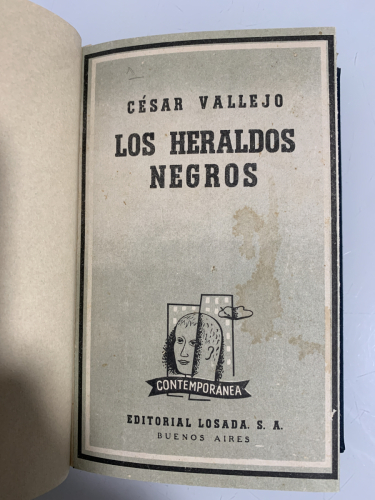 CÉSAR VALLEJO
LOS HERALDOS
NEGROS
CONTEMPORÁNEA
EDITORIAL LOSADA. S. A.
BUENOS AIRES